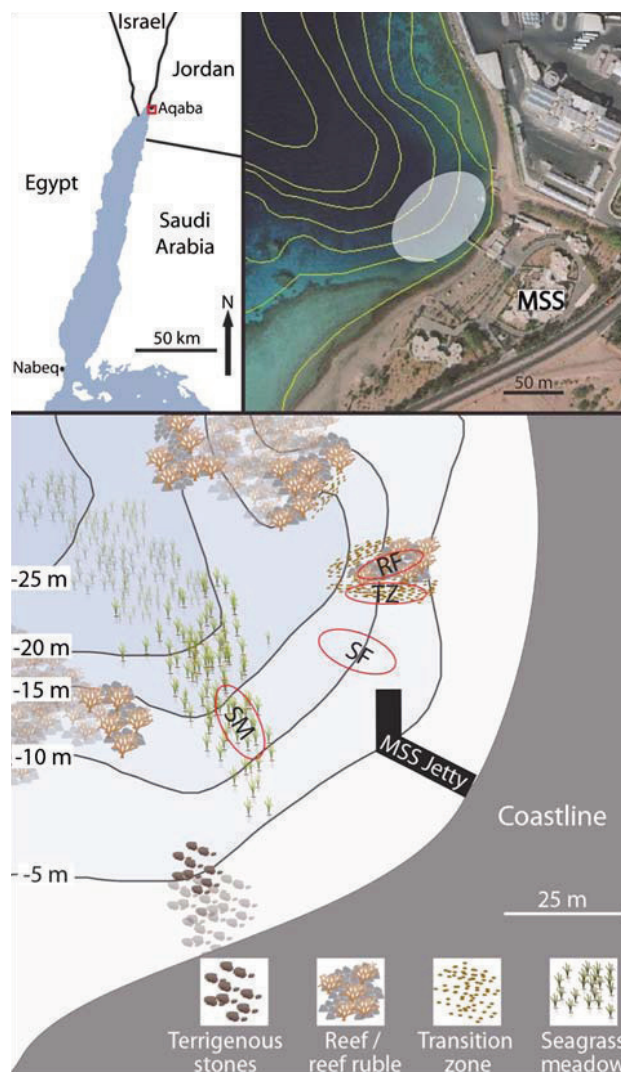 Israel
Jordan
Aqaba
Egypt
Saudi
Arabia
N
50 km
Nabeq
MSS
50 m
RF
TZ
-25 m
SF
-20 m
-15 m
SM
-10 m
MSS Jetty
Coastline
-5 m
25 m
Terrigenous
stones
Reef /
reef ruble
Transition
zone
Seagrass
meadow